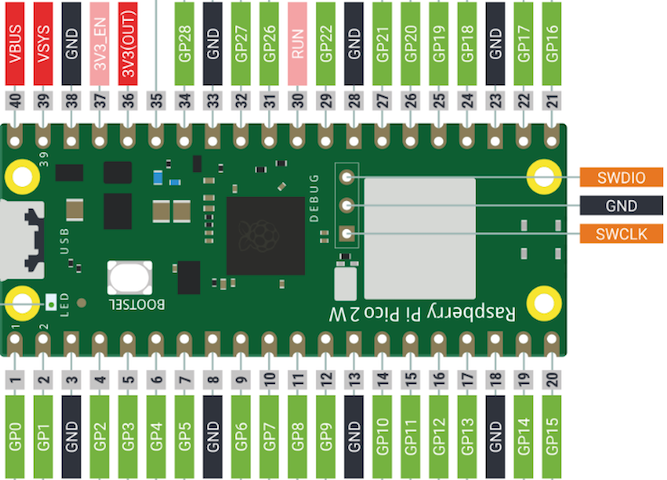 VBUS
VSYS
GND
3V3_EN
3V3(OUT)
GP28
GND
GP27
GP26
RUN
GP22
GND
GP21
GP20
GP19
GP18
GND
GP17
GP16
40 39 38 37 36 35 34 33 32 31 30 29 28 27 26 25 24 23 22 21
39
DEBUG
SWDIO
GND
SWCLK
USB
BOOTSEL
LED
Raspberry Pi Pico 2 W
1 2
1 2 3 4 5 6 7 8 9 10 11 12 13 14 15 16 17 18 19 20
GP0
GP1
GND
GP2
GP3
GP4
GP5
GND
GP6
GP7
GP8
GP9
GND
GP10
GP11
GP12
GP13
GND
GP14
GP15